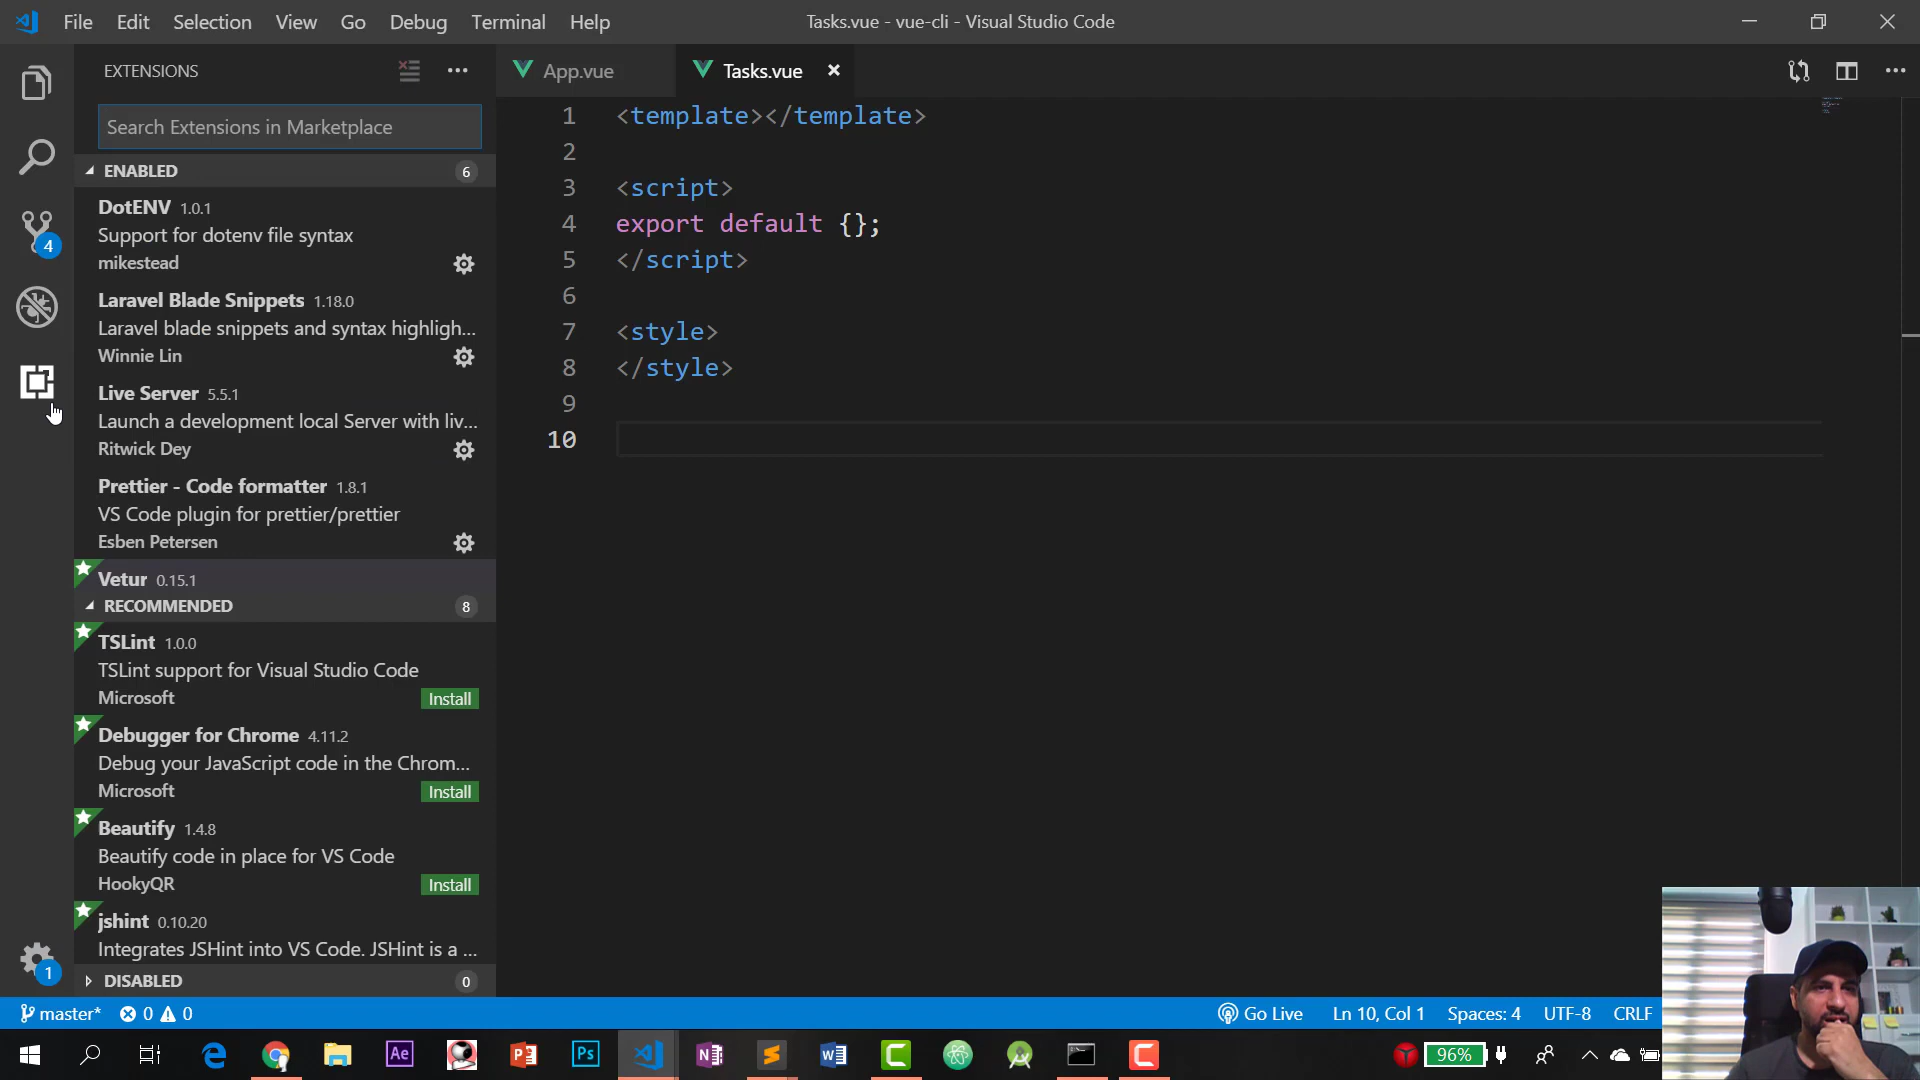 File Edit Selection View Go Debug Terminal Help
Tasks.vue - vue-cli - Visual Studio Code
EXTENSIONS
Search Extensions in Marketplace
ENABLED 6
DotENV 1.0.1
Support for dotenv file syntax
mikestead
Laravel Blade Snippets 1.18.0
Laravel blade snippets and syntax highligh...
Winnie Lin
Live Server 5.5.1
Launch a development local Server with liv...
Ritwick Dey
Prettier - Code formatter 1.8.1
VS Code plugin for prettier/prettier
Esben Petersen
Vetur 0.15.1
RECOMMENDED 8
TSLint 1.0.0
TSLint support for Visual Studio Code
Microsoft Install
Debugger for Chrome 4.11.2
Debug your JavaScript code in the Chrom...
Microsoft Install
Beautify 1.4.8
Beautify code in place for VS Code
HookyQR Install
jshint 0.10.20
Integrates JSHint into VS Code. JSHint is a ...
DISABLED 0
4
1
App.vue Tasks.vue
1 <template></template>
2
3 <script>
4 export default {};
5 </script>
6
7 <style>
8 </style>
9
10
master* 0 0
Go Live Ln 10, Col 1 Spaces: 4 UTF-8 CRLF
Ae Ps 96%